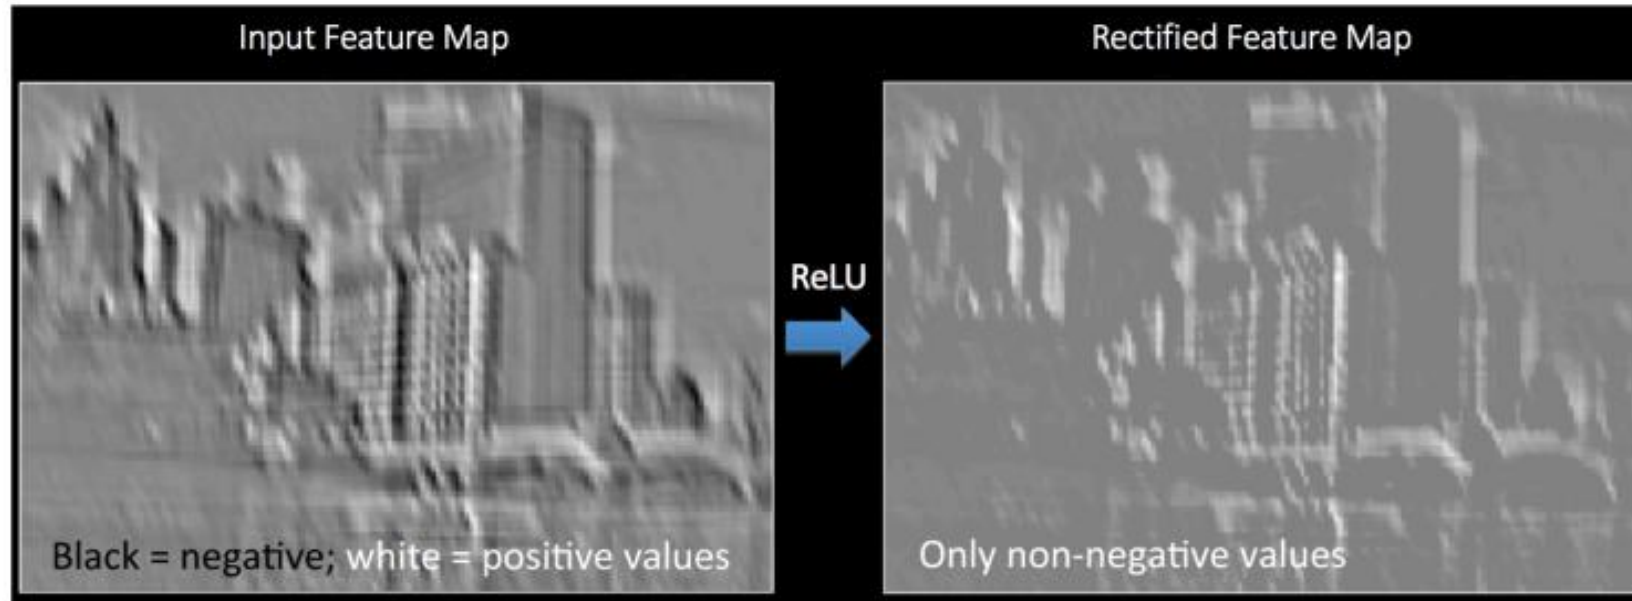 Input Feature Map
Rectified Feature Map
ReLU
Black = negative; white = positive values
Only non-negative values